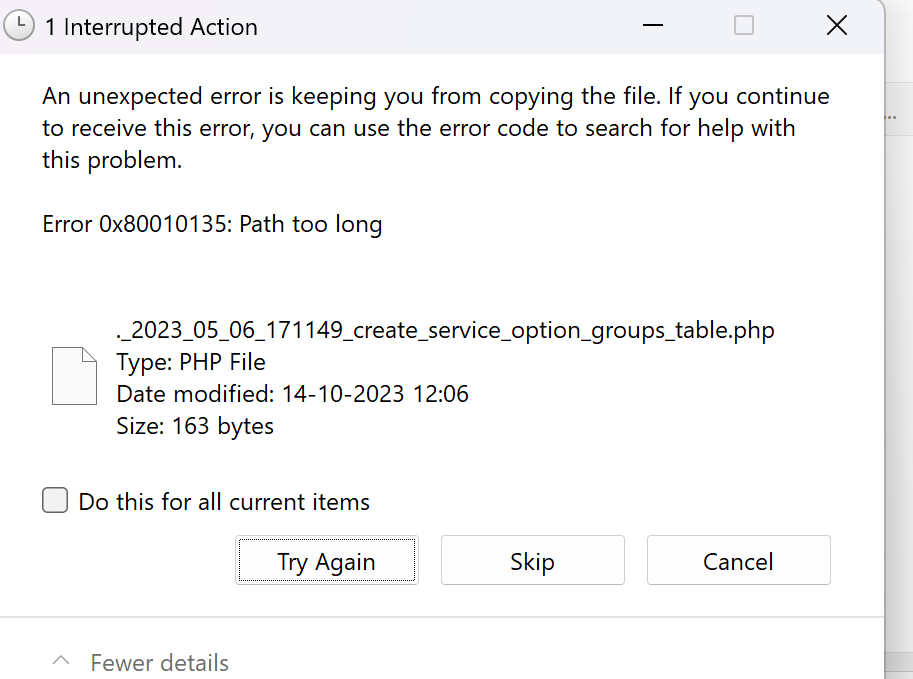 1 Interrupted Action
An unexpected error is keeping you from copying the file. If you continue
to receive this error, you can use the error code to search for help with
this problem.
Error 0x80010135: Path too long
._2023_05_06_171149_create_service_option_groups_table.php
Type: PHP File
Date modified: 14-10-2023 12:06
Size: 163 bytes
Do this for all current items
Try Again
Skip
Cancel
Fewer details